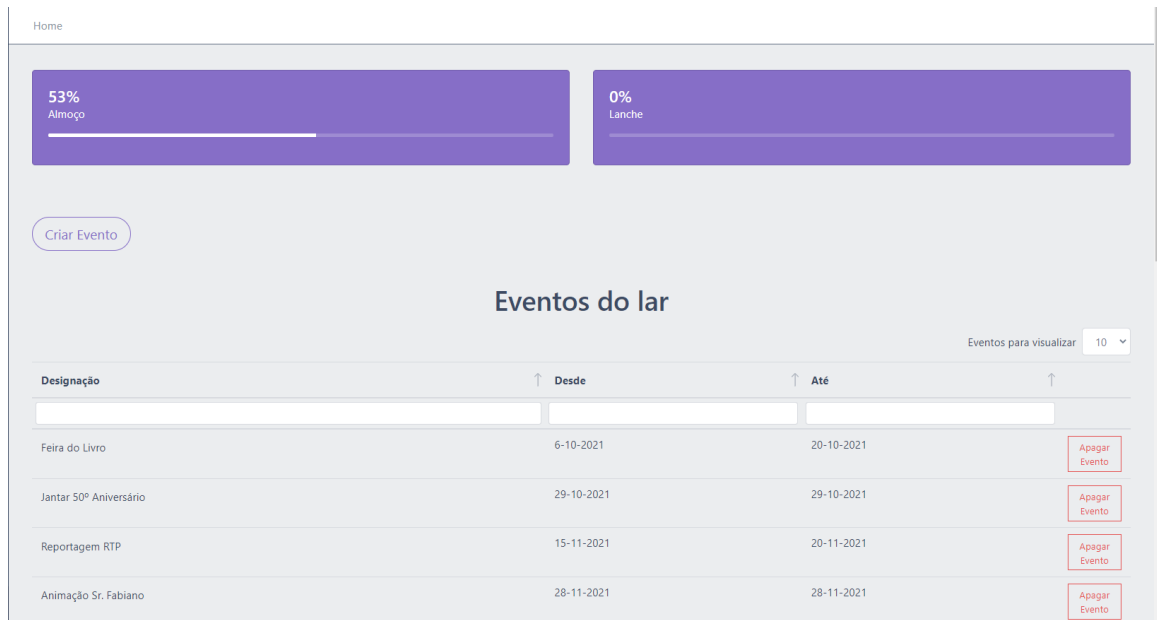 Home
53%
Almoço
0%
Lanche
Criar Evento
Eventos do lar
Eventos para visualizar 10
Designação Desde Até
Feira do Livro 6-10-2021 20-10-2021 Apagar
Evento
Jantar 50º Aniversário 29-10-2021 29-10-2021 Apagar
Evento
Reportagem RTP 15-11-2021 20-11-2021 Apagar
Evento
Animação Sr. Fabiano 28-11-2021 28-11-2021 Apagar
Evento